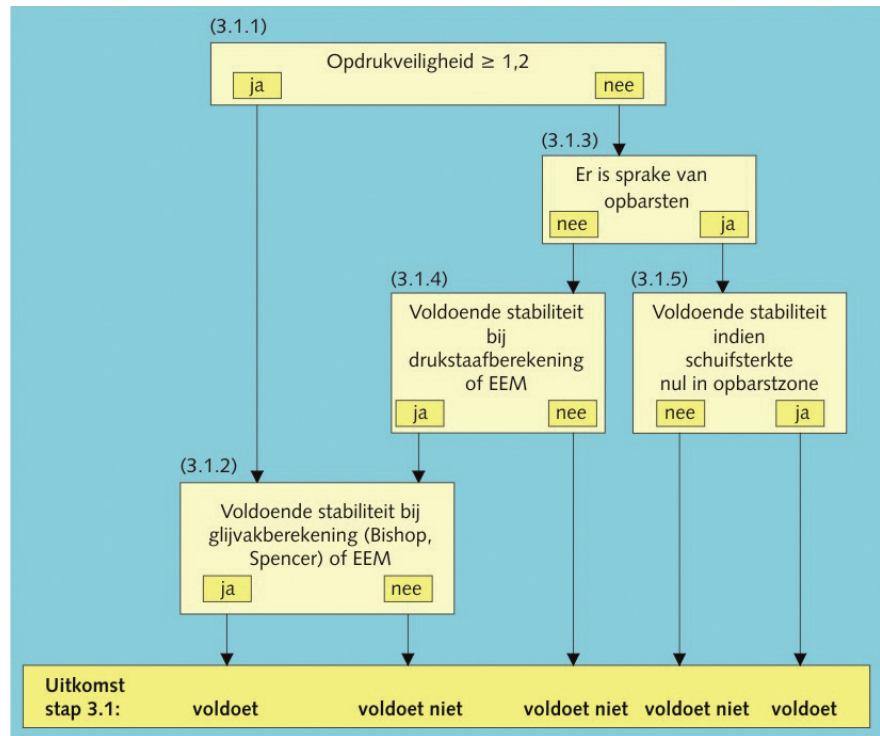 (3.1.1)
Opdrukveiligheid ≥ 1,2
ja
nee
(3.1.3)
Er is sprake van
opbarsten
nee
ja
(3.1.4)
Voldoende stabiliteit
bij
drukstaafberekening
of EEM
ja
nee
(3.1.5)
Voldoende stabiliteit
indien
schuifsterkte
nul in opbarstzone
nee
ja
(3.1.2)
Voldoende stabiliteit bij
glijvakberekening (Bishop,
Spencer) of EEM
ja
nee
Uitkomst
stap 3.1:
voldoet
voldoet niet
voldoet niet
voldoet niet
voldoet